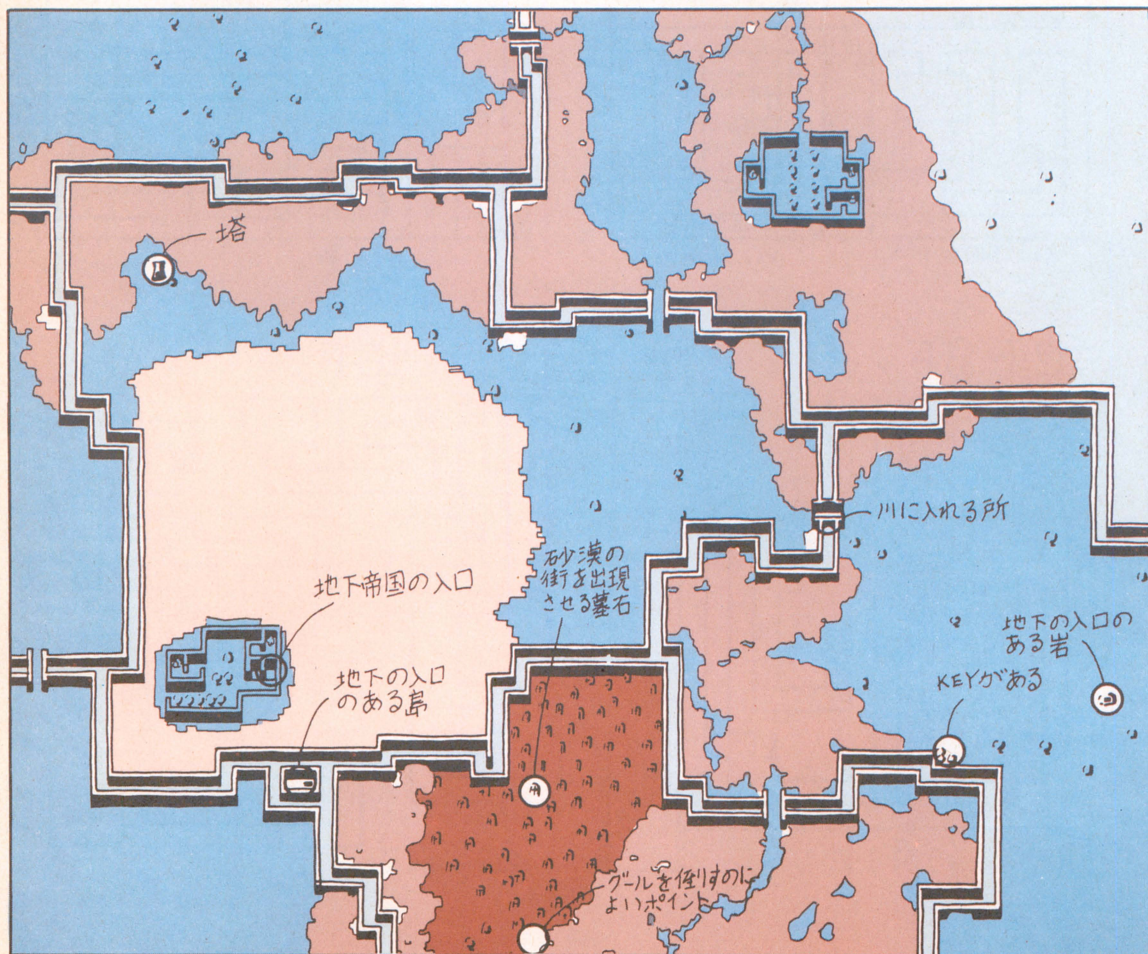 塔
川に入れる所
砂漠の
街を出現
させる墓石
地下帝国の入口
地下の入口の
ある岩
KEYがある
地下の入口
のある島
グールを倒すのに
よいポイント